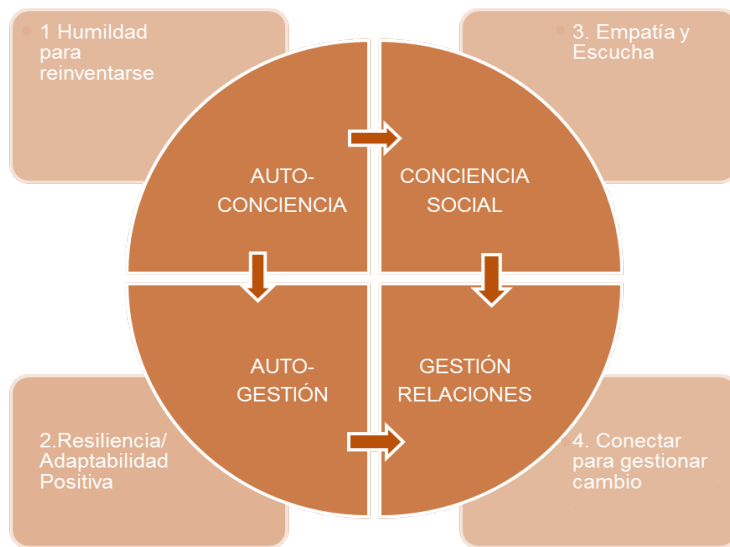 1 Humildad
para
reinventarse
3. Empatía y
Escucha
AUTO-
CONCIENCIA
CONCIENCIA
SOCIAL
AUTO-
GESTIÓN
GESTIÓN
RELACIONES
2.Resiliencia/
Adaptabilidad
Positiva
4. Conectar
para gestionar
cambio